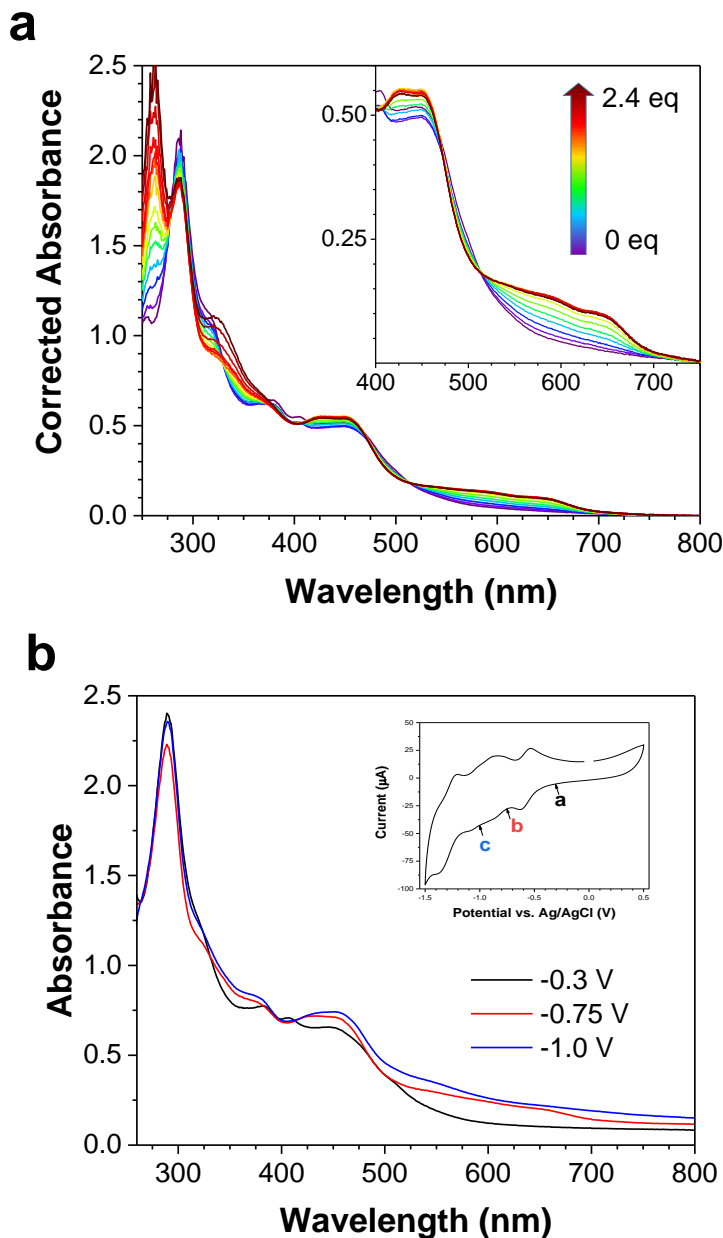 a
2.5
2.0
1.5
1.0
0.5
0.0
Corrected Absorbance
300 400 500 600 700 800
Wavelength (nm)
0.50
0.25
400 500 600 700
2.4 eq
0 eq
b
2.5
2.0
1.5
1.0
0.5
0.0
Absorbance
300 400 500 600 700 800
Wavelength (nm)
50
25
0
-25
-50
-75
-100
Current (µA)
-1.5 -1.0 -0.5 0.0 0.5
Potential vs. Ag/AgCl (V)
a
b
c
-0.3 V
-0.75 V
-1.0 V